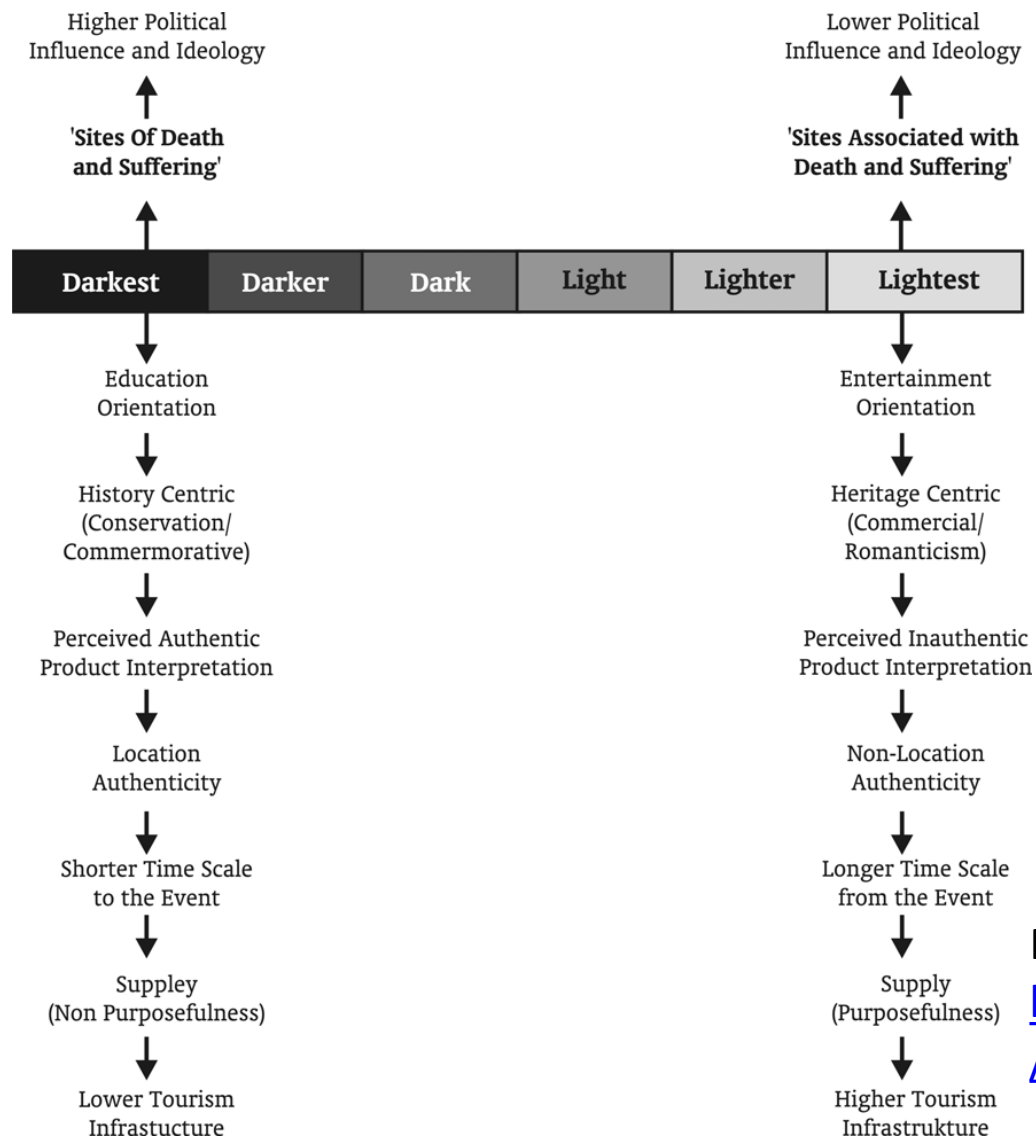 Higher Political
Influence and Ideology
Lower Political
Influence and Ideology
'Sites Of Death
and Suffering'
'Sites Associated with
Death and Suffering'
Darkest Darker Dark Light Lighter Lightest
Education
Orientation
Entertainment
Orientation
History Centric
(Conservation/
Commermorative)
Heritage Centric
(Commercial/
Romanticism)
Perceived Authentic
Product Interpretation
Perceived Inauthentic
Product Interpretation
Location
Authenticity
Non-Location
Authenticity
Shorter Time Scale
to the Event
Longer Time Scale
from the Event
Suppley
(Non Purposefulness)
Supply
(Purposefulness)
Lower Tourism
Infrastucture
Higher Tourism
Infrastrukture